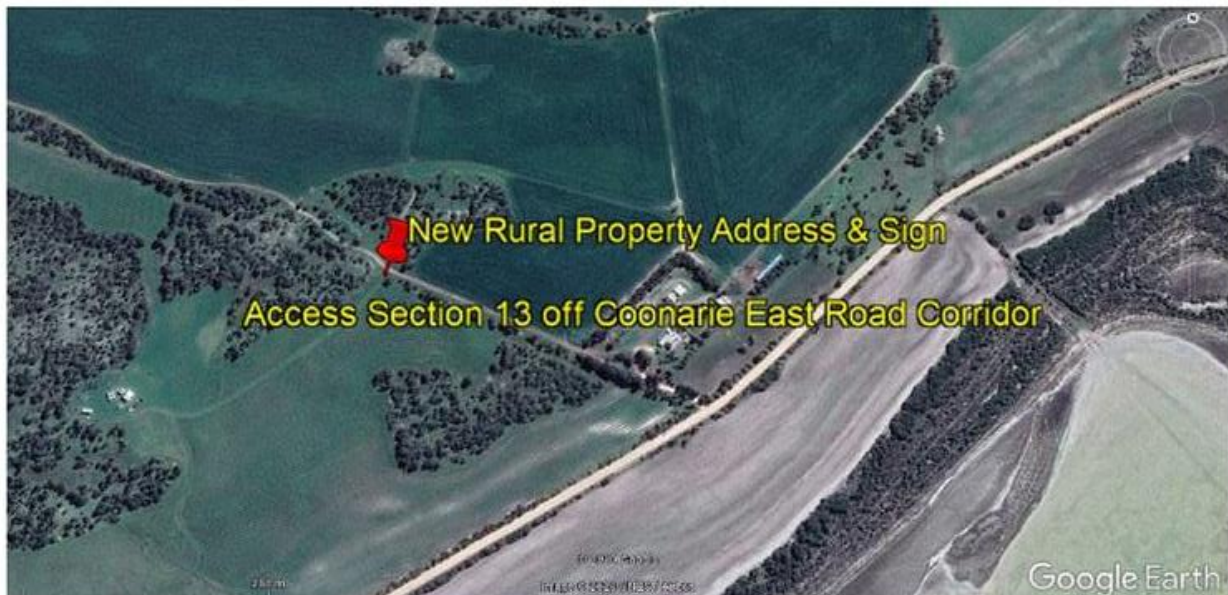 New Rural Property Address & Sign
Access Section 13 off Coonarie East Road Corridor
Google Earth